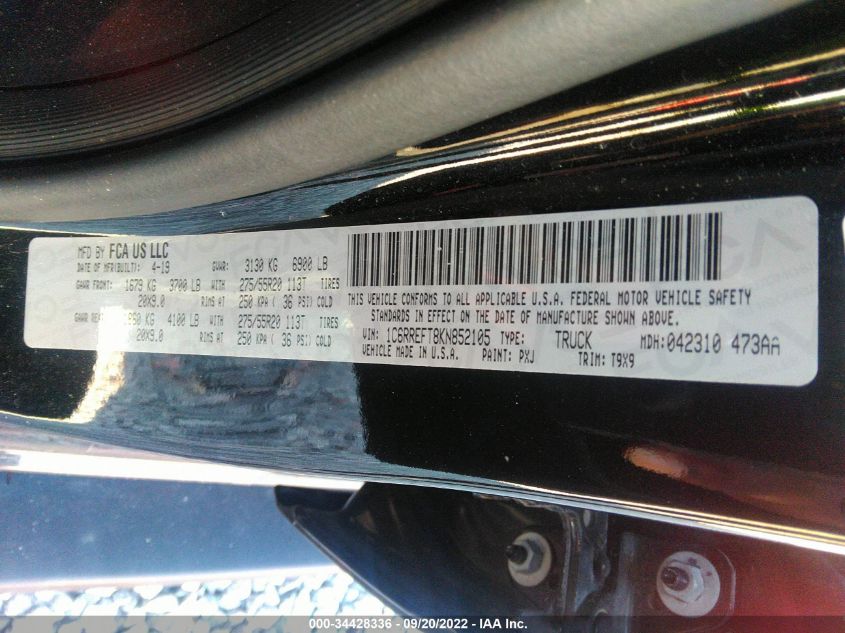 MFD BY FCA US LLC
DATE OF MFR(BUILT): 4-19 GVWR: 3130 KG 6900 LB
GAWR FRONT: 1679 KG 3700 LB WITH 275/55R20 113T TIRES
20X9.0 RIMS AT 250 KPA ( 36 PSI) COLD
GAWR 4100 LB WITH 275/55R20 113T TIRES
20X9.0 RIMS AT 250 KPA ( 36 PSI) COLD
THIS VEHICLE CONFORMS TO ALL APPLICABLE U.S.A. FEDERAL MOTOR VEHICLE SAFETY
STANDARDS IN EFFECT ON THE DATE OF MANUFACTURE SHOWN ABOVE.
VIN: 1C6RREFT8KN852105 TYPE: TRUCK MDH: 042310 473AA
VEHICLE MADE IN U.S.A. PAINT: PXJ TRIM: T9X9
000-34428336 - 09/20/2022 - IAA Inc.